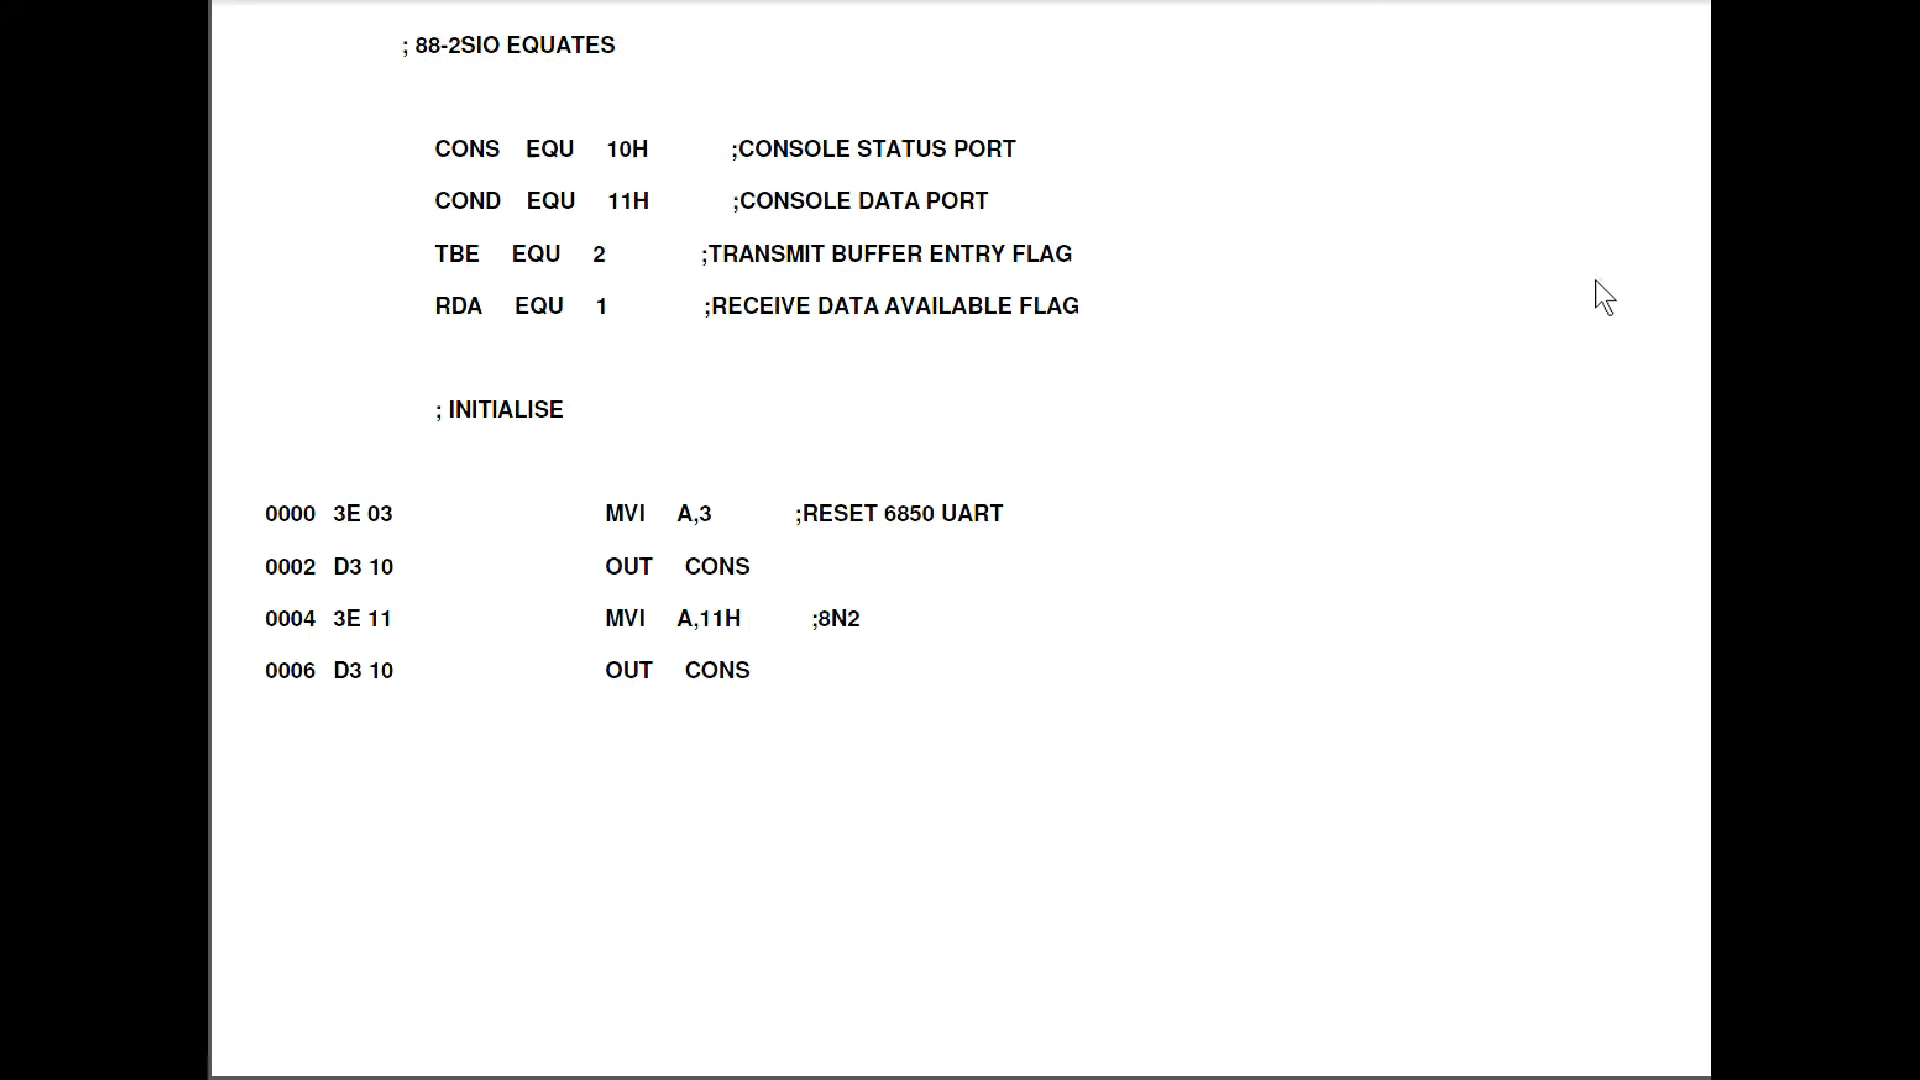 ; 88-2SIO EQUATES
CONS EQU 10H ;CONSOLE STATUS PORT
COND EQU 11H ;CONSOLE DATA PORT
TBE EQU 2 ;TRANSMIT BUFFER ENTRY FLAG
RDA EQU 1 ;RECEIVE DATA AVAILABLE FLAG
; INITIALISE
0000 3E 03 MVI A,3 ;RESET 6850 UART
0002 D3 10 OUT CONS
0004 3E 11 MVI A,11H ;8N2
0006 D3 10 OUT CONS